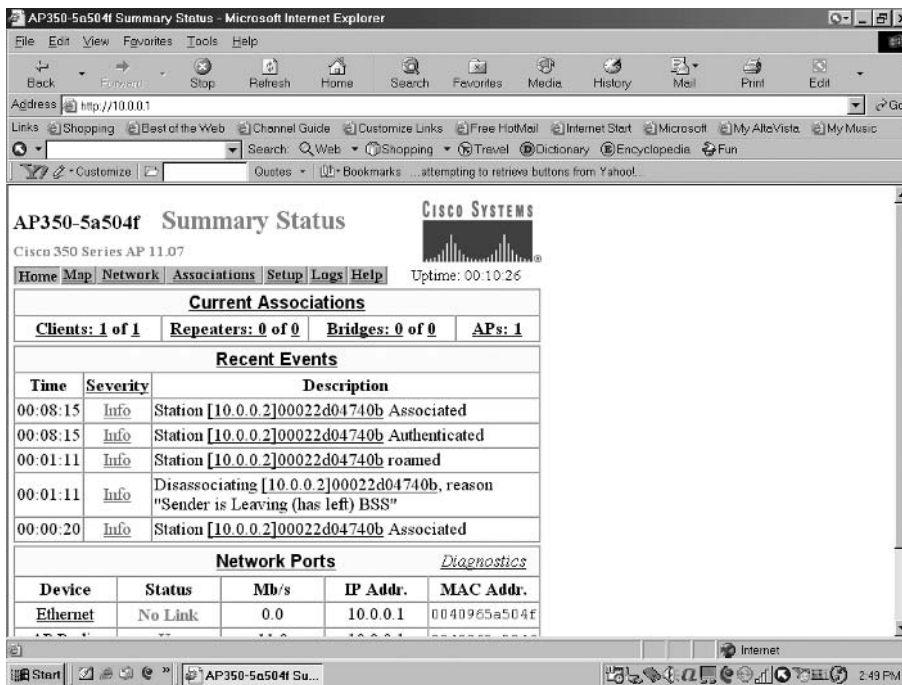 AP350-5a504f Summary Status - Microsoft Internet Explorer
File Edit View Favorites Tools Help
Back Forward Stop Refresh Home Search Favorites Media History Mail Print Edit
Address http://10.0.0.1 Go
Links Shopping Best of the Web Channel Guide Customize Links Free HotMail Internet Start Microsoft My AltaVista My Music
Search: Web Shopping Travel Dictionary Encyclopedia Fun
Customize Quotes Bookmarks ...attempting to retrieve buttons from Yahoo!...
AP350-5a504f Summary Status
CISCO SYSTEMS
Cisco 350 Series AP 11.07
Home Map Network Associations Setup Logs Help Uptime: 00:10:26
Current Associations
Clients: 1 of 1 Repeaters: 0 of 0 Bridges: 0 of 0 APs: 1
Recent Events
Time Severity Description
00:08:15 Info Station [10.0.0.2]00022d04740b Associated
00:08:15 Info Station [10.0.0.2]00022d04740b Authenticated
00:01:11 Info Station [10.0.0.2]00022d04740b roamed
00:01:11 Info Disassociating [10.0.0.2]00022d04740b, reason
"Sender is Leaving (has left) BSS"
00:00:20 Info Station [10.0.0.2]00022d04740b Associated
Network Ports Diagnostics
Device Status Mb/s IP Addr. MAC Addr.
Ethernet No Link 0.0 10.0.0.1 0040965a504f
Internet
Start AP350-5a504f Su... 2:49 PM